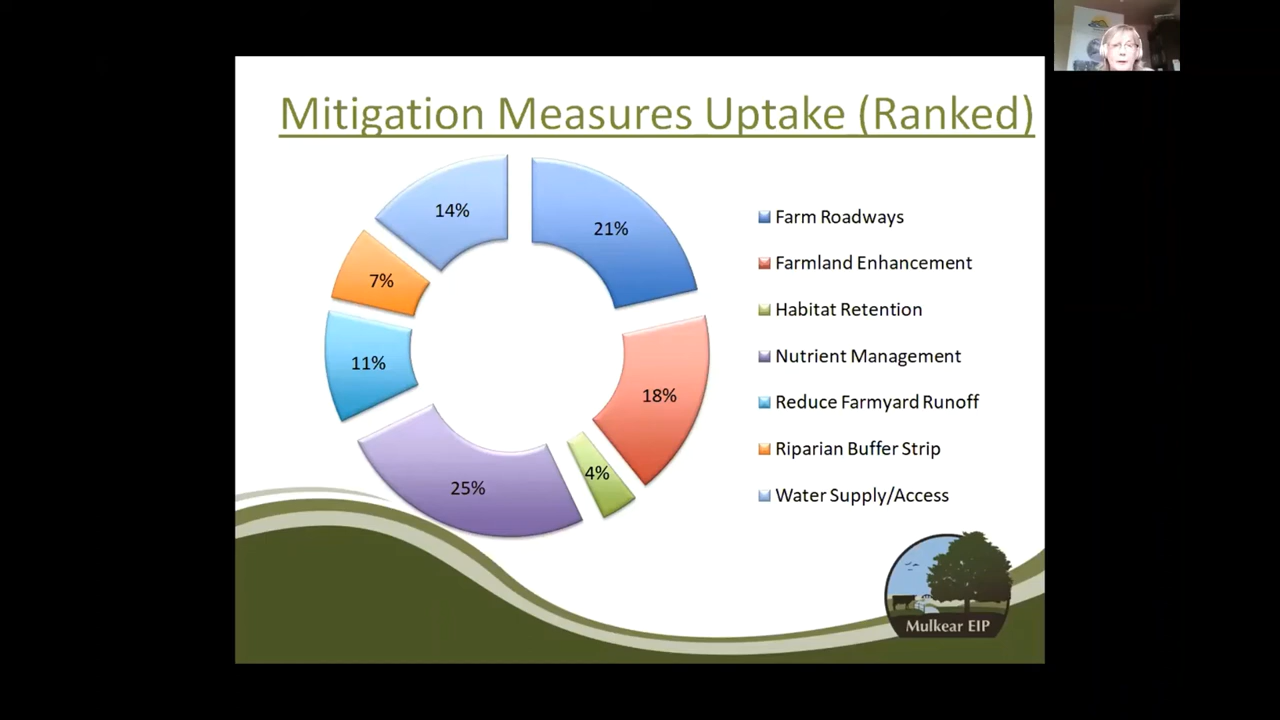 Mitigation Measures Uptake (Ranked)
14%
21%
7%
11%
18%
25%
4%
Farm Roadways
Farmland Enhancement
Habitat Retention
Nutrient Management
Reduce Farmyard Runoff
Riparian Buffer Strip
Water Supply/Access
Mulkear EIP